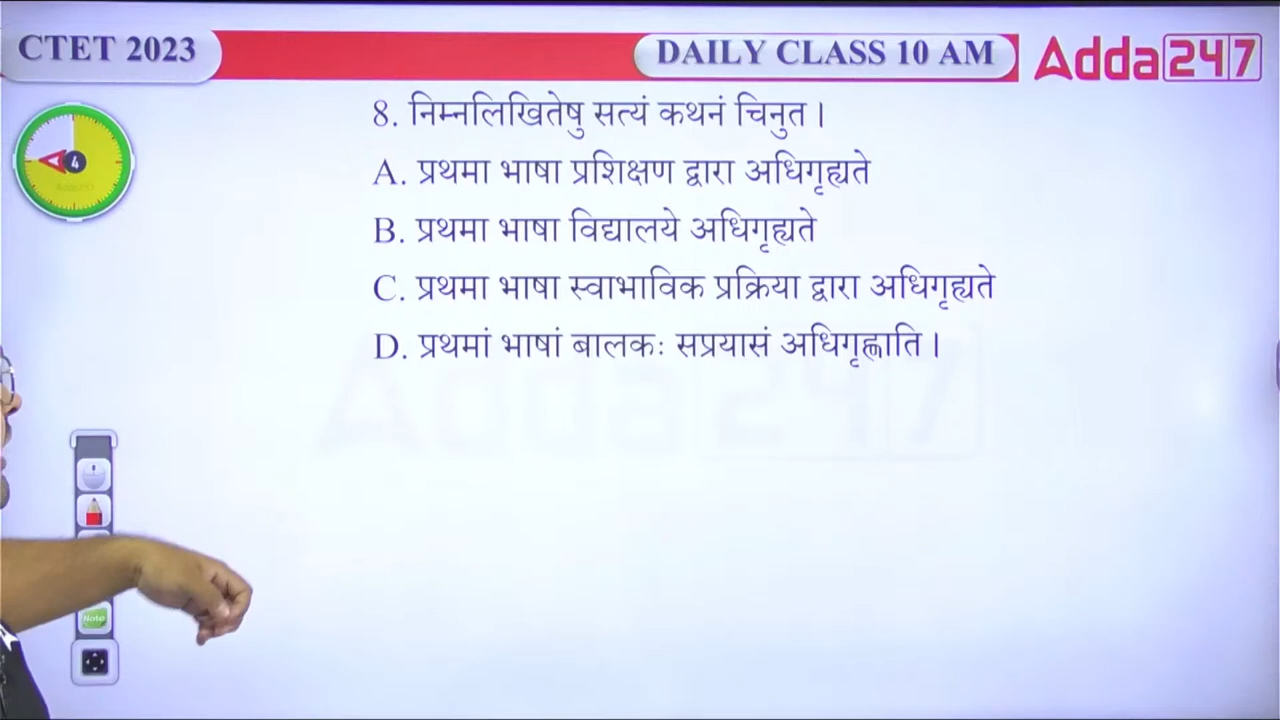 CTET 2023
DAILY CLASS 10 AM
Adda247
4
8. निम्नलिखितेषु सत्यं कथनं चिनुत।
A. प्रथमा भाषा प्रशिक्षण द्वारा अधिगृह्यते
B. प्रथमा भाषा विद्यालये अधिगृह्यते
C. प्रथमा भाषा स्वाभाविक प्रक्रिया द्वारा अधिगृह्यते
D. प्रथमां भाषां बालकः सप्रयासं अधिगृह्णाति।
Note